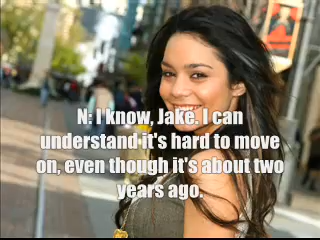 N: I know, Jake. I can
understand it's hard to move
on, even though it's about two
years ago.